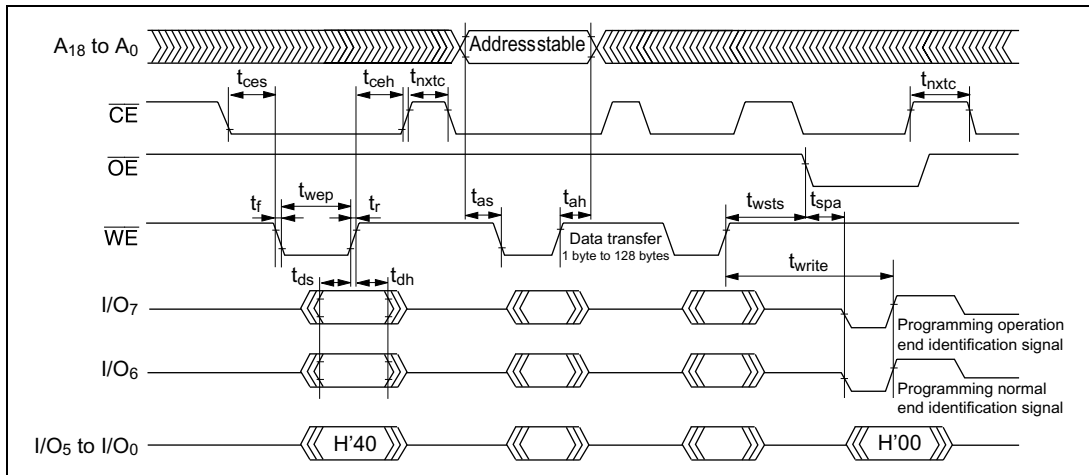 A18 to A0
Address stable
tces
tceh
tnxtc
tnxtc
CE
OE
twep
tf
tr
tas
tah
twsts
tspa
WE
Data transfer
1 byte to 128 bytes
twrite
tds
tdh
I/O7
Programming operation
end identification signal
I/O6
Programming normal
end identification signal
I/O5 to I/O0
H'40
H'00